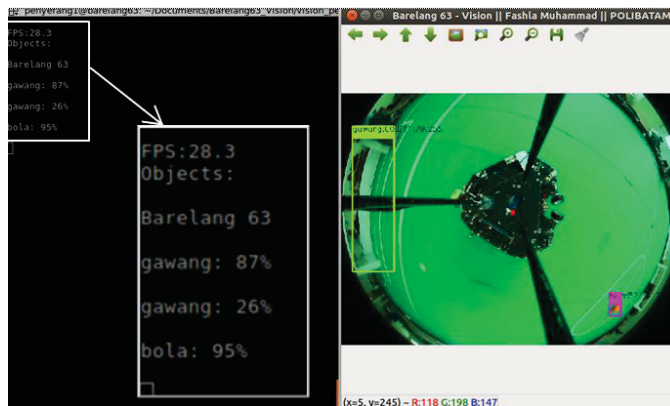 penyerang1@barelang63: ~/Documents/Barelang63_Vision/Vision_pe
FPS:28.3
Objects:
Barelang 63
gawang: 87%
gawang: 26%
bola: 95%
FPS:28.3
Objects:
Barelang 63
gawang: 87%
gawang: 26%
bola: 95%
Barelang 63 - Vision || Fashla Muhammad || POLIBATAM
(x=5, y=245) ~ R:118 G:198 B:147